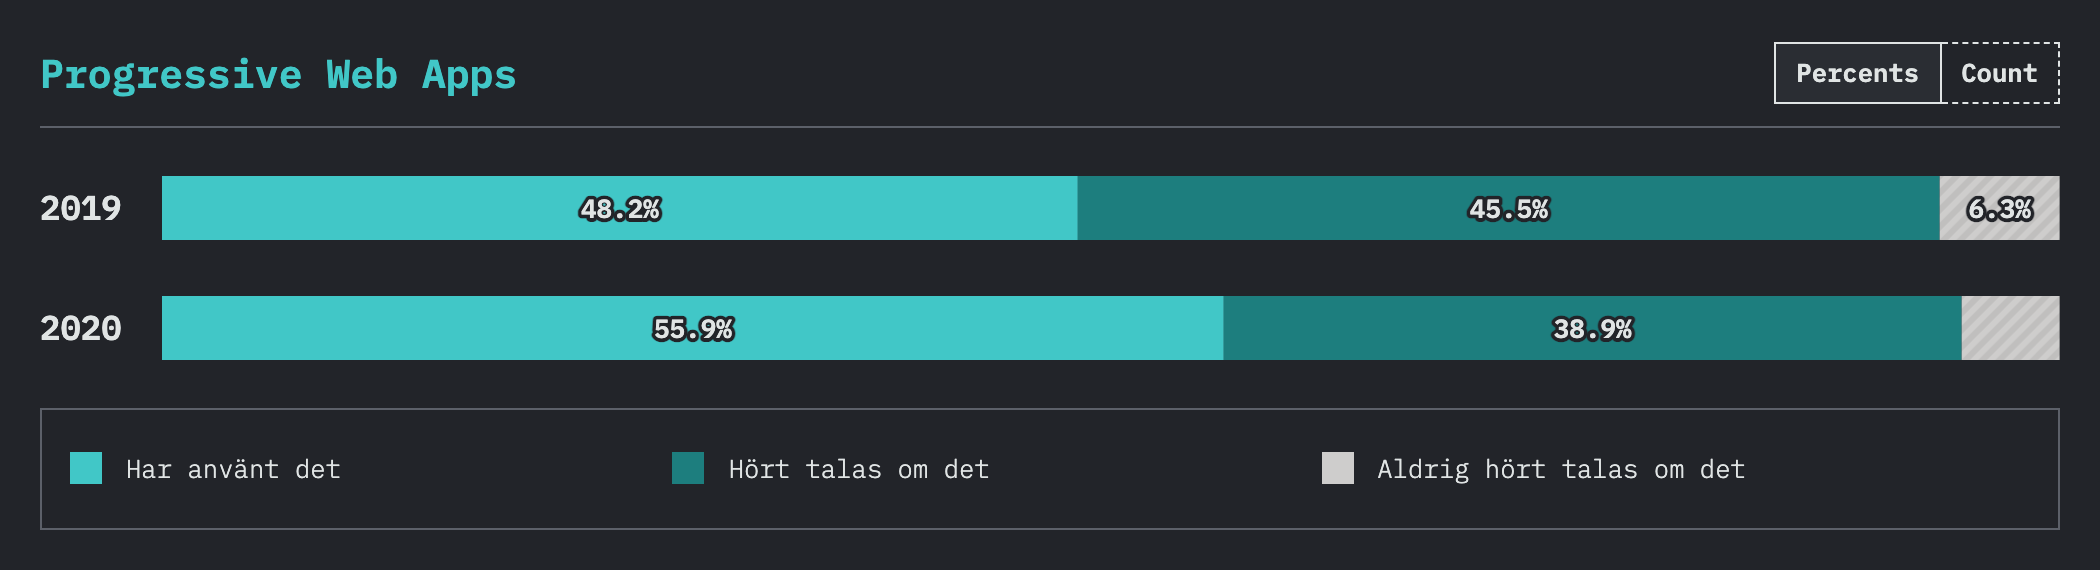 Progressive Web Apps
Percents Count
2019 48.2% 45.5% 6.3%
2020 55.9% 38.9%
Har använt det Hört talas om det Aldrig hört talas om det